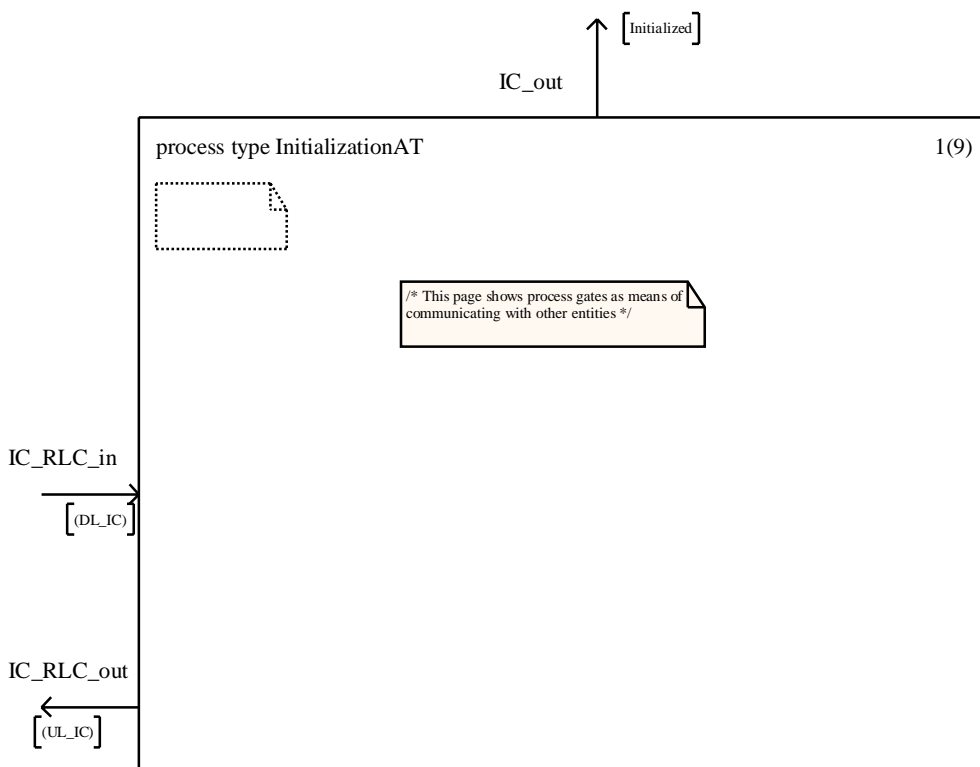 [Initialized]
IC_out
process type InitializationAT 1(9)
/* This page shows process gates as means of
communicating with other entities */
IC_RLC_in
[(DL_IC)]
IC_RLC_out
[(UL_IC)]